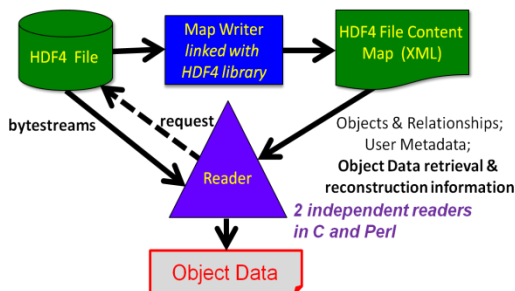 HDF4 File
Map Writer
linked with
HDF4 library
HDF4 File Content
Map (XML)
bytestreams
request
Reader
Objects & Relationships;
User Metadata;
Object Data retrieval &
reconstruction information
2 independent readers
in C and Perl
Object Data